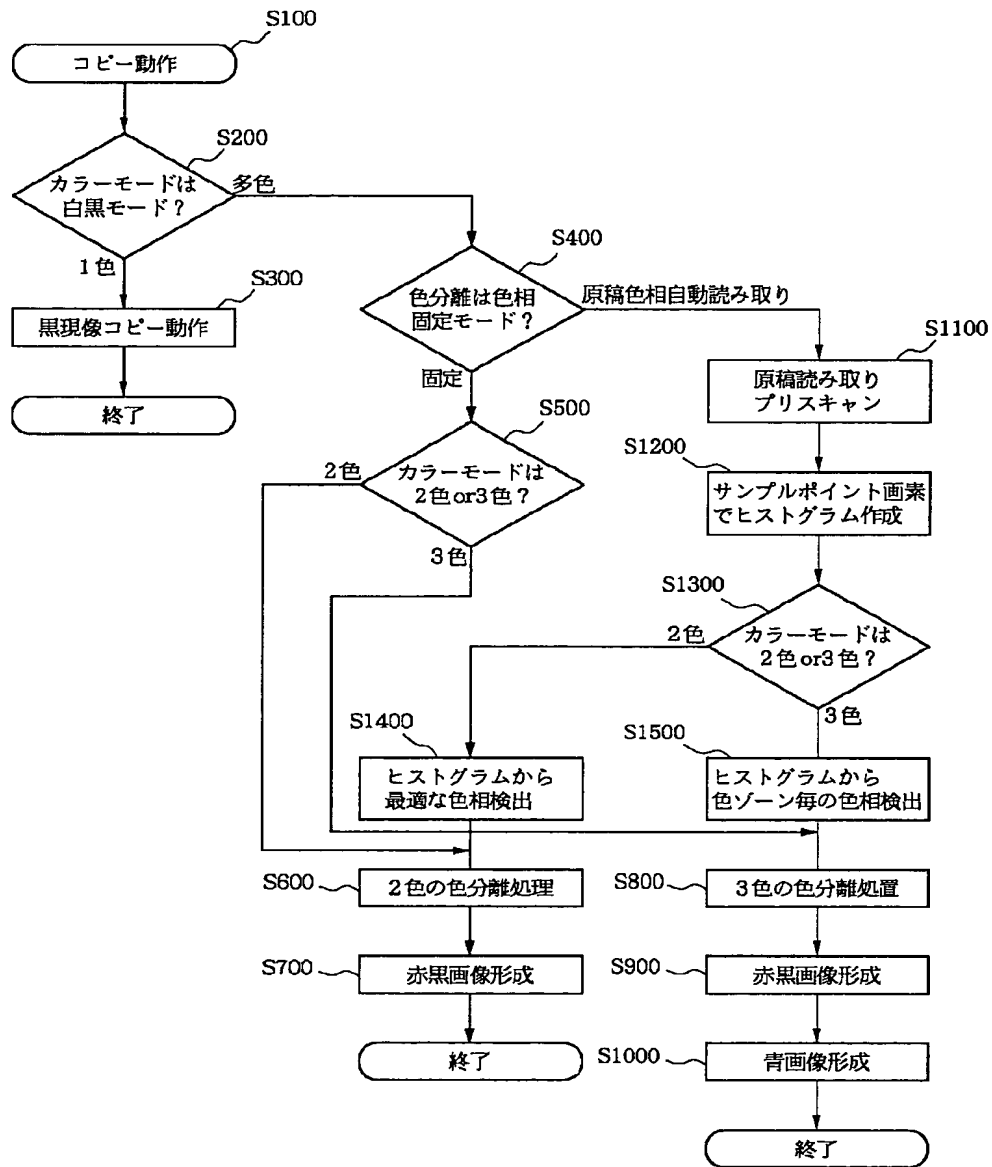 S100
コピー動作
S200
カラーモードは
白黒モード？
多色
1色
S300
黒現像コピー動作
終了
S400
色分離は色相
固定モード？
原稿色相自動読み取り
固定
S500
カラーモードは
2色or3色？
2色
3色
S1100
原稿読み取り
プリスキャン
S1200
サンプルポイント画素
でヒストグラム作成
S1300
カラーモードは
2色or3色？
2色
3色
S1400
ヒストグラムから
最適な色相検出
S1500
ヒストグラムから
色ゾーン毎の色相検出
S600
2色の色分離処理
S700
赤黒画像形成
終了
S800
3色の色分離処置
S900
赤黒画像形成
S1000
青画像形成
終了